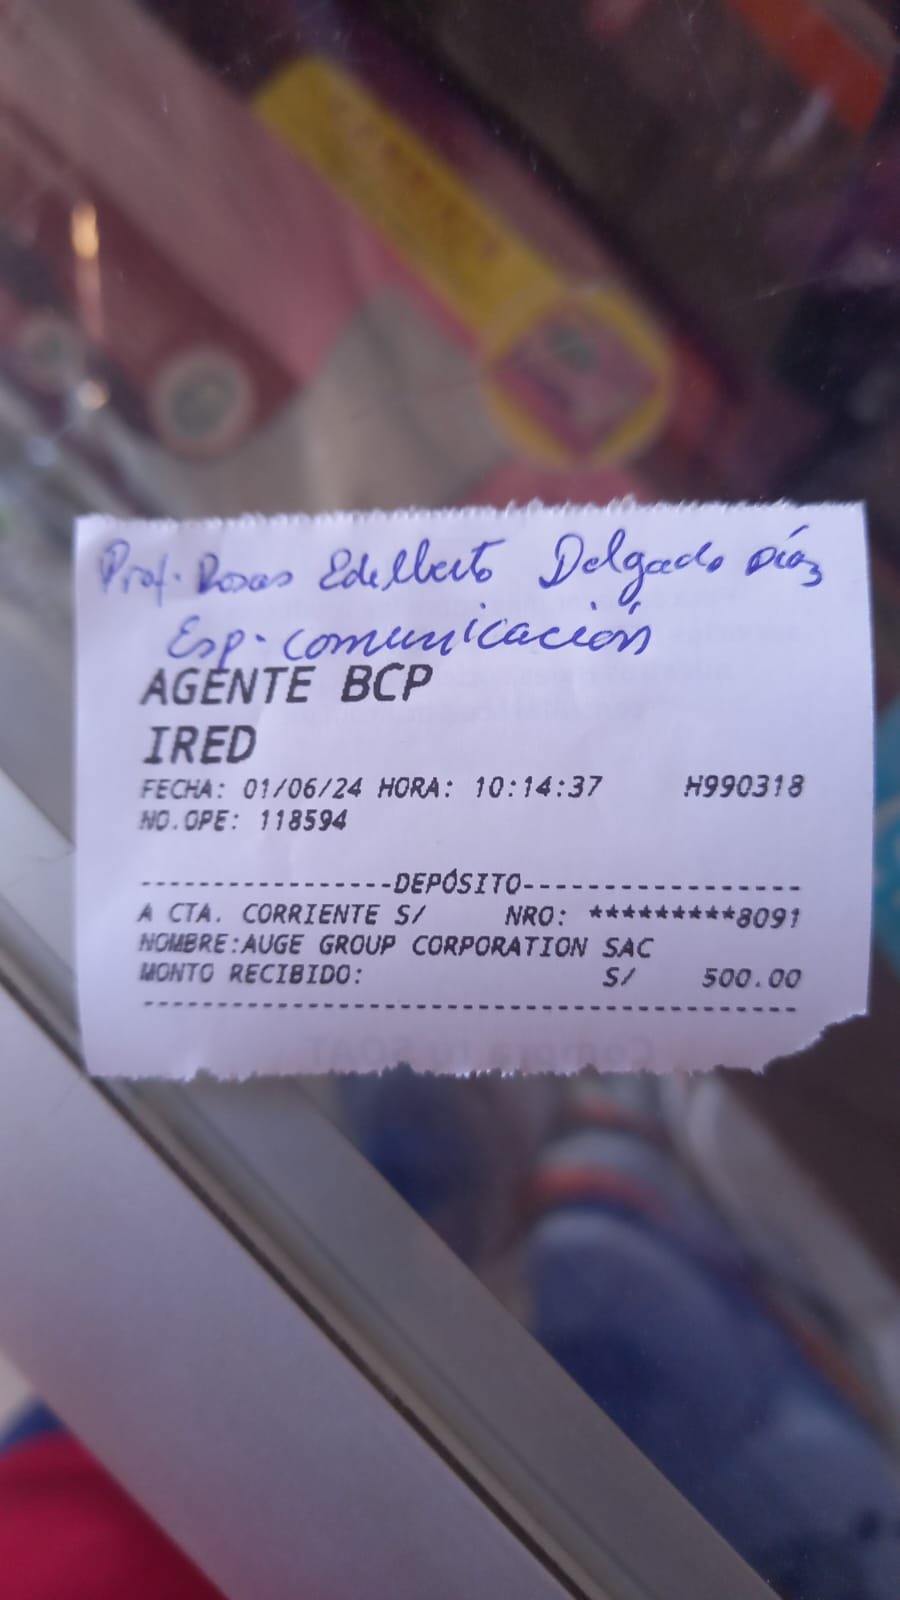 Prof. Rosas Edelberto Delgado Díaz
Esp. comunicación
AGENTE BCP
IRED
FECHA: 01/06/24 HORA: 10:14:37 H990318
NO.OPE: 118594
-----------------DEPÓSITO------------------
A CTA. CORRIENTE S/ NRO: *********8091
NOMBRE:AUGE GROUP CORPORATION SAC
MONTO RECIBIDO: S/ 500.00
-------------------------------------------